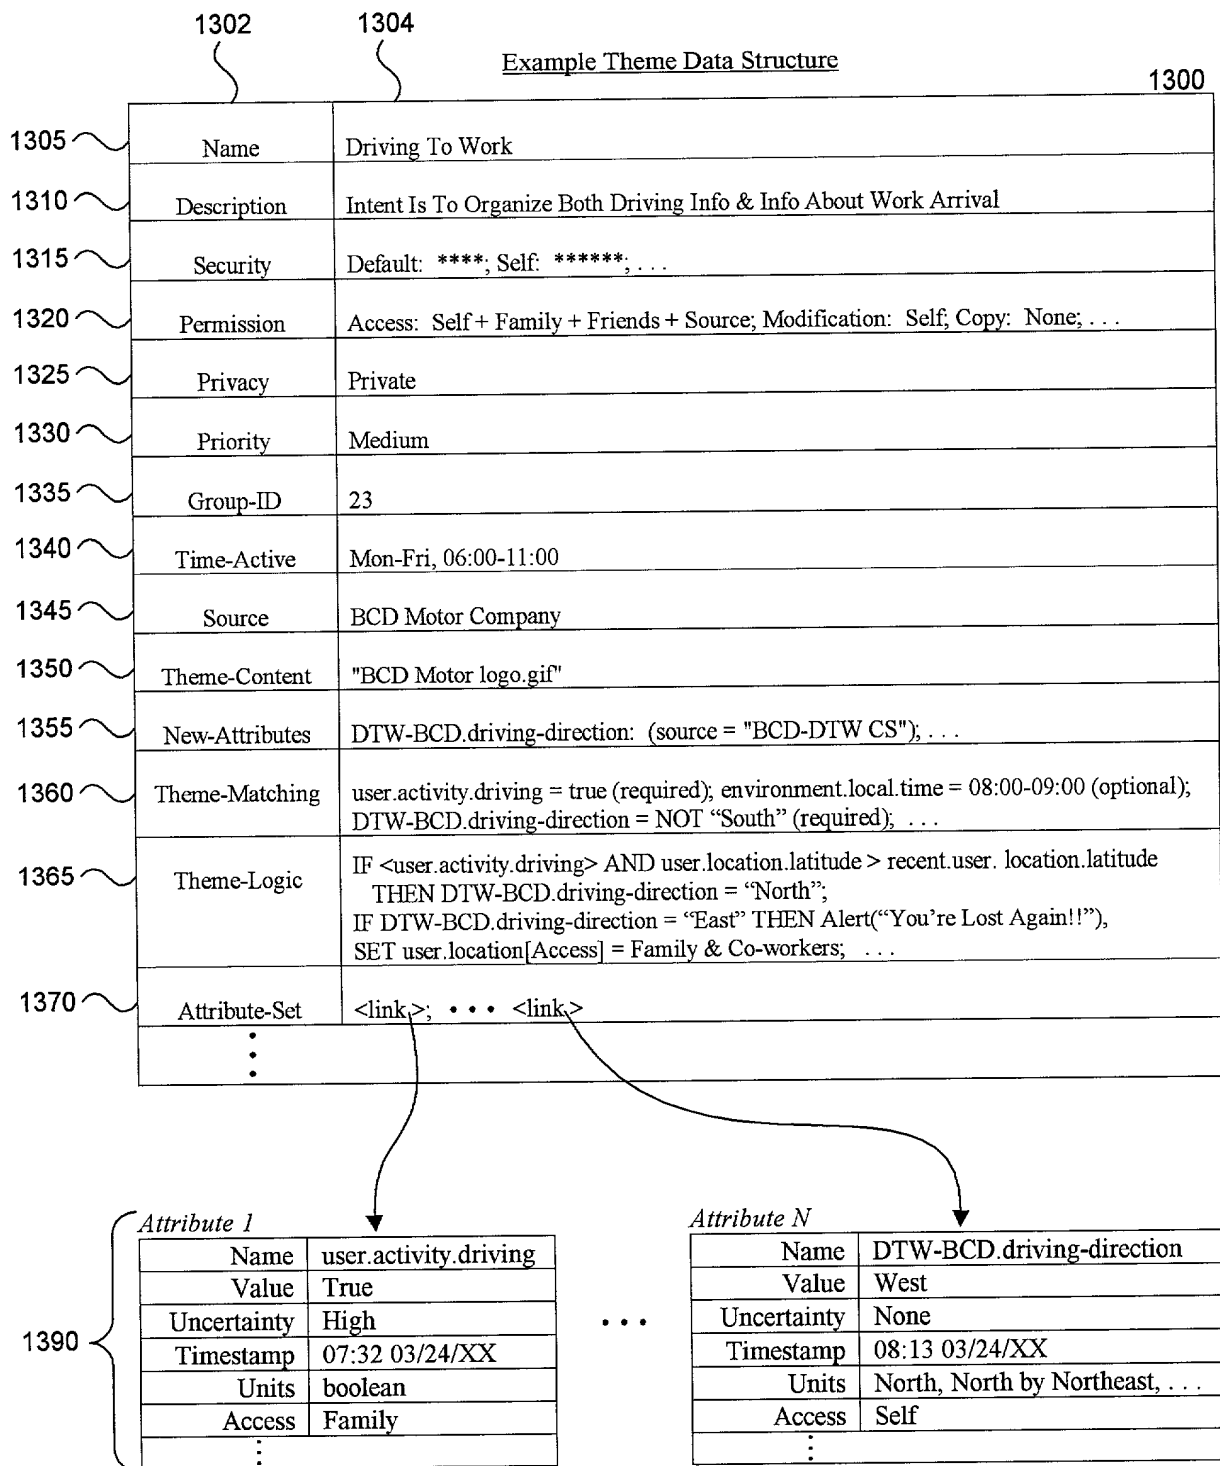 1302 1304
Example Theme Data Structure
1300
1305 Name Driving To Work
1310 Description Intent Is To Organize Both Driving Info & Info About Work Arrival
1315 Security Default: ****; Self: ******; . . .
1320 Permission Access: Self + Family + Friends + Source; Modification: Self; Copy: None; . . .
1325 Privacy Private
1330 Priority Medium
1335 Group-ID 23
1340 Time-Active Mon-Fri, 06:00-11:00
1345 Source BCD Motor Company
1350 Theme-Content "BCD Motor logo.gif"
1355 New-Attributes DTW-BCD.driving-direction: (source = "BCD-DTW CS"); . . .
1360 Theme-Matching user.activity.driving = true (required); environment.local.time = 08:00-09:00 (optional);
DTW-BCD.driving-direction = NOT “South” (required); . . .
1365 Theme-Logic IF <user.activity.driving> AND user.location.latitude > recent.user. location.latitude
THEN DTW-BCD.driving-direction = “North”;
IF DTW-BCD.driving-direction = “East” THEN Alert(“You're Lost Again!!”),
SET user.location[Access] = Family & Co-workers; . . .
1370 Attribute-Set <link>; • • • <link>
1390
Attribute 1
Name user.activity.driving
Value True
Uncertainty High
Timestamp 07:32 03/24/XX
Units boolean
Access Family
• • •
Attribute N
Name DTW-BCD.driving-direction
Value West
Uncertainty None
Timestamp 08:13 03/24/XX
Units North, North by Northeast, . . .
Access Self